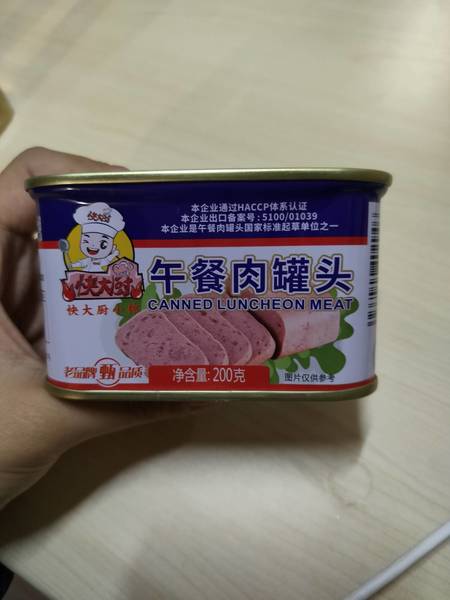 本企业通过HACCP体系认证
本企业出口备案号：5100/01039
本企业是午餐肉罐头国家标准起草单位之一
快大厨
快大厨
午餐肉罐头
CANNED LUNCHEON MEAT
老品牌 甄 品质
净含量: 200克
图片仅供参考